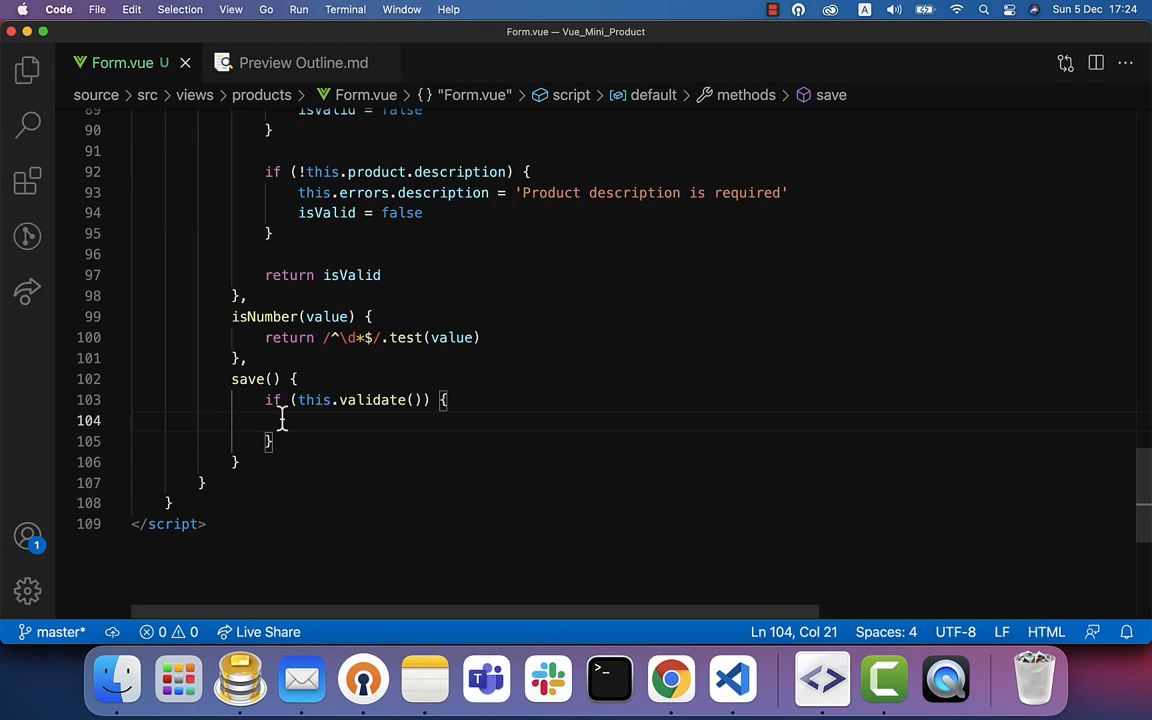 Code File Edit Selection View Go Run Terminal Window Help A Sun 5 Dec 17:24
Form.vue — Vue_Mini_Product
Form.vue U Preview Outline.md
source > src > views > products > Form.vue > {} "Form.vue" > script > default > methods > save
89 isValid = false
90 }
91
92 if (!this.product.description) {
93 this.errors.description = 'Product description is required'
94 isValid = false
95 }
96
97 return isValid
98 },
99 isNumber(value) {
100 return /^\d*$/.test(value)
101 },
102 save() {
103 if (this.validate()) {
104
105 }
106 }
107 }
108 }
109 </script>
1
master* 0 0 Live Share Ln 104, Col 21 Spaces: 4 UTF-8 LF HTML